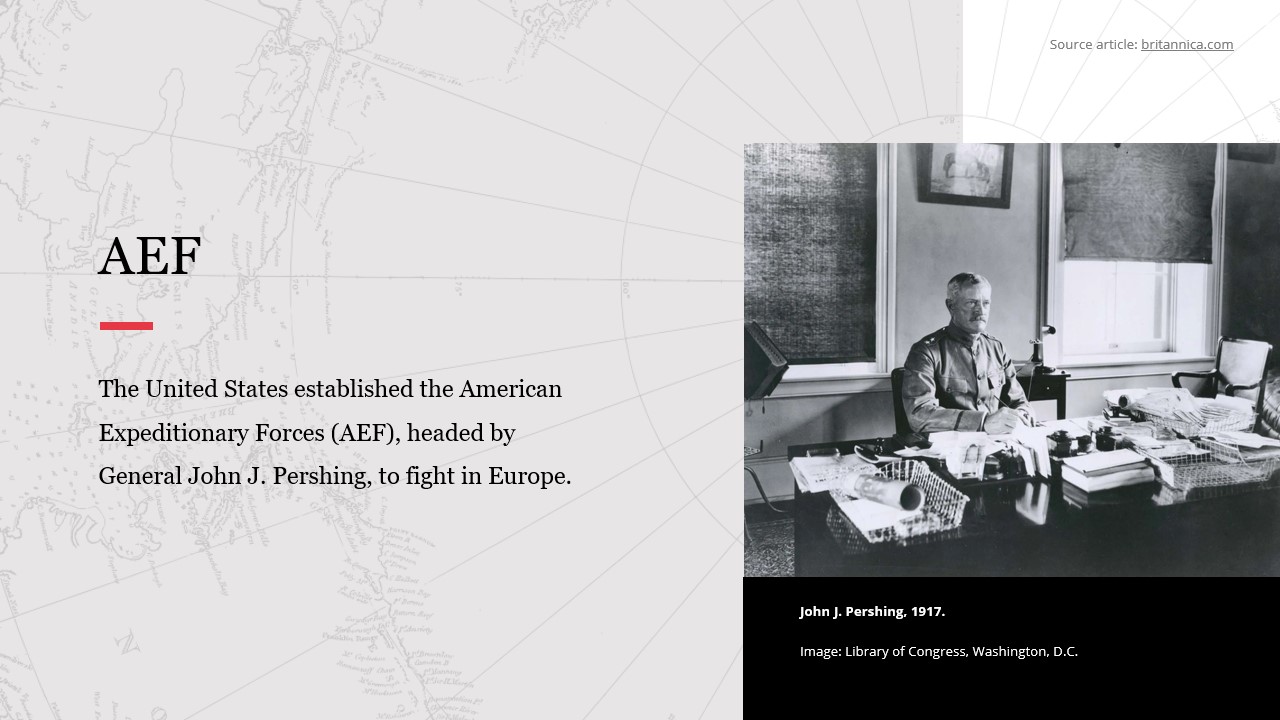 Source article: britannica.com
AEF
The United States established the American
Expeditionary Forces (AEF), headed by
General John J. Pershing, to fight in Europe.
John J. Pershing, 1917.
Image: Library of Congress, Washington, D.C.